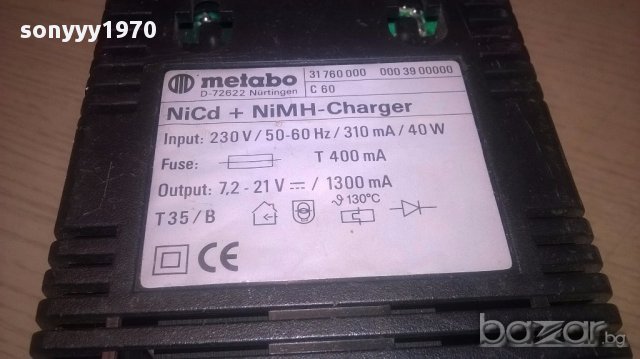 sonyyy1970
metabo
D-72622 Nürtingen
31 760 000 000 39 00000
C 60
NiCd + NiMH-Charger
Input: 230 V / 50-60 Hz / 310 mA / 40 W
Fuse: T 400 mA
Output: 7,2 - 21 V ⎓ / 1300 mA
T 35 / B ϑ 130°C
CE
bazar.bg